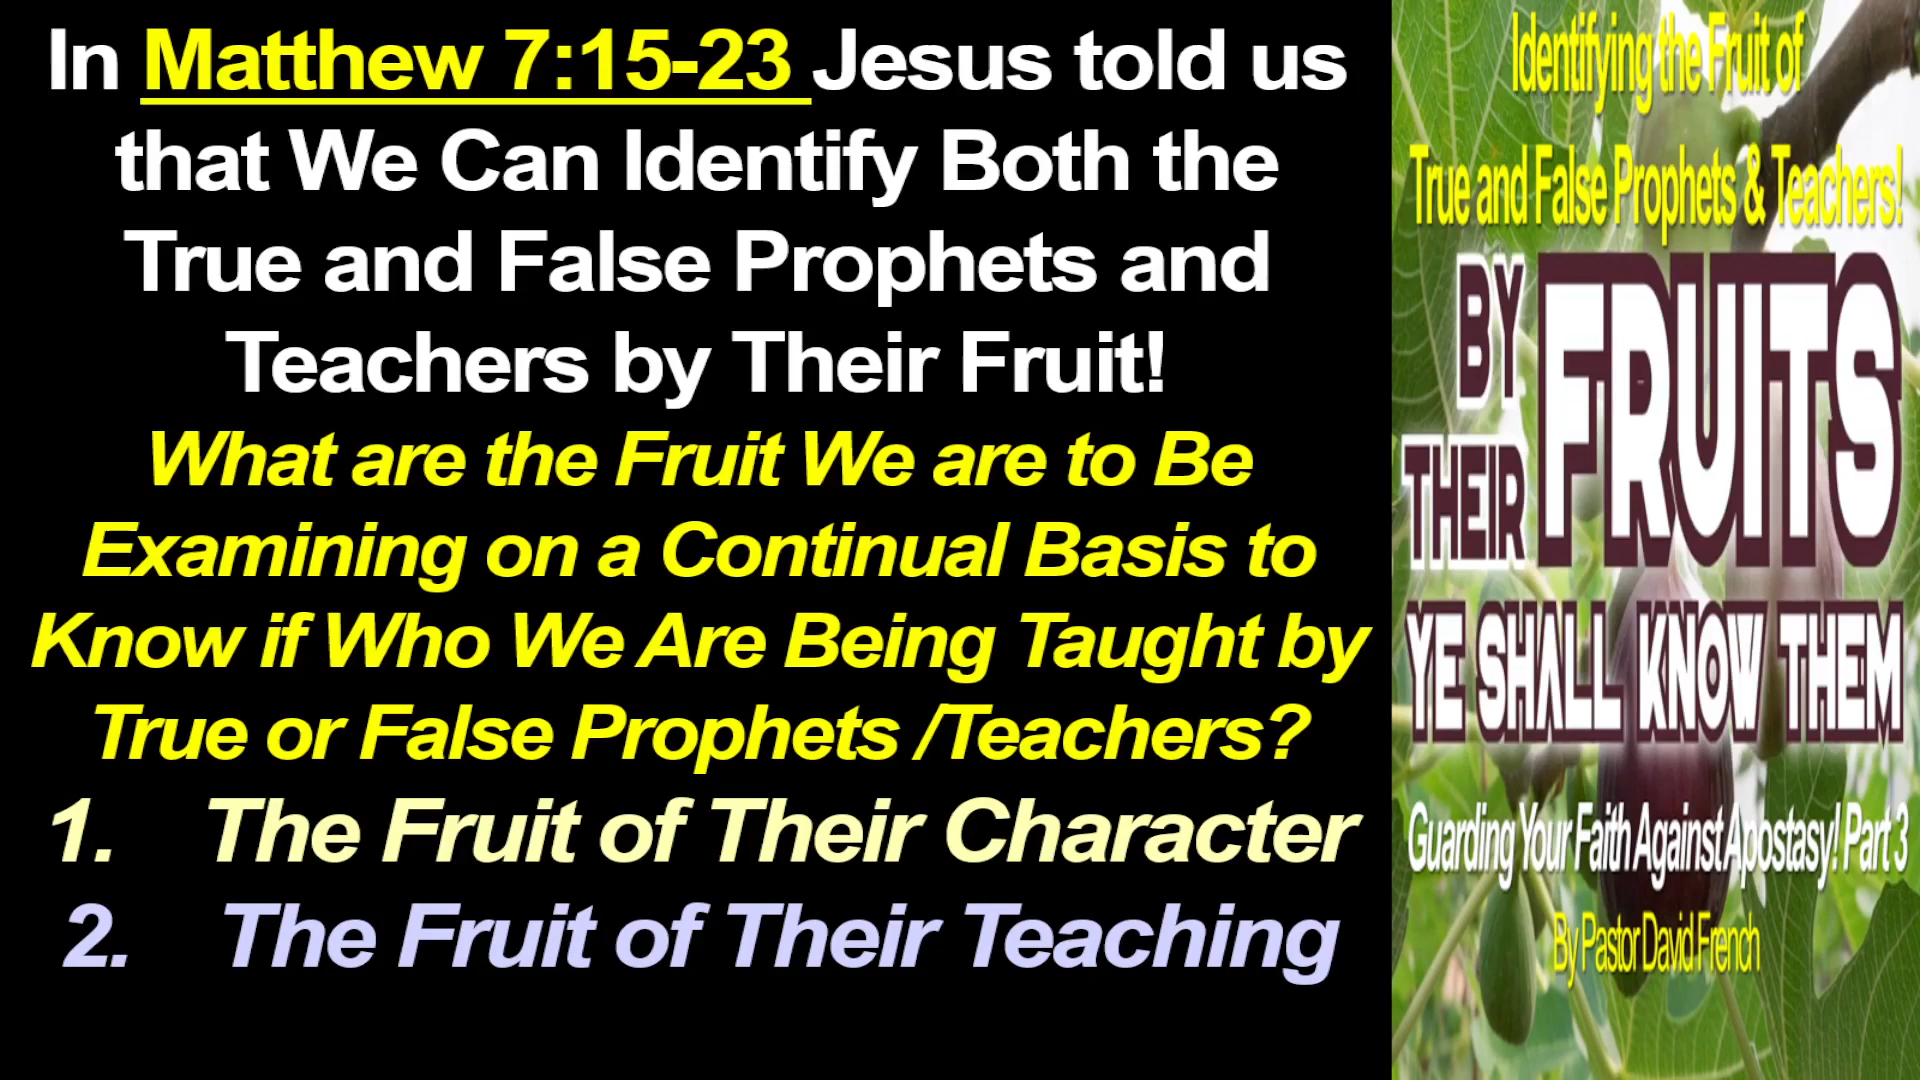 In Matthew 7:15-23 Jesus told us
that We Can Identify Both the
True and False Prophets and
Teachers by Their Fruit!
What are the Fruit We are to Be
Examining on a Continual Basis to
Know if Who We Are Being Taught by
True or False Prophets /Teachers?
1. The Fruit of Their Character
2. The Fruit of Their Teaching
Identifying the Fruit of
True and False Prophets & Teachers!
BY FRUITS
THEIR
YE SHALL KNOW THEM
Guarding Your Faith Against Apostasy! Part 3
By Pastor David French